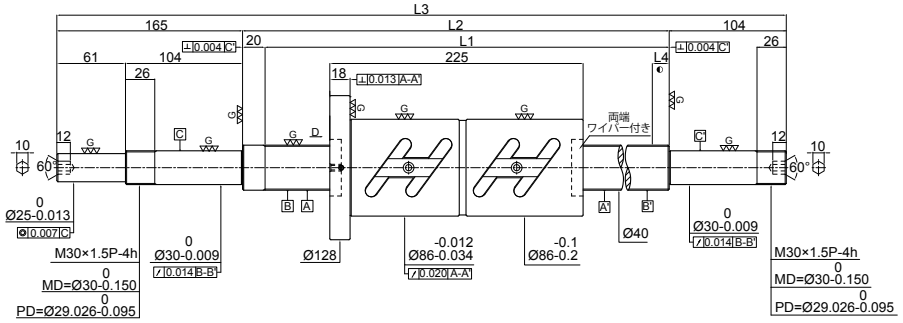 L3
165 L2 104
20 L1 26
⊥ 0.004 C' ⊥ 0.004 C'
61 104 225 L4
26 18 ⊥ 0.013 A-A'
G G G G
両端
ワイパー付き
12 G C G G D C' G 12
10 60° 60° 10
B A A' B'
0
Ø25-0.013
◎ 0.007 C
0
Ø30-0.009
↗ 0.014 B-B'
Ø128
-0.012
Ø86-0.034
↗ 0.020 A-A'
-0.1
Ø86-0.2
Ø40
0
Ø30-0.009
↗ 0.014 B-B'
M30×1.5P-4h
0
MD=Ø30-0.150
0
PD=Ø29.026-0.095
M30×1.5P-4h
0
MD=Ø30-0.150
0
PD=Ø29.026-0.095